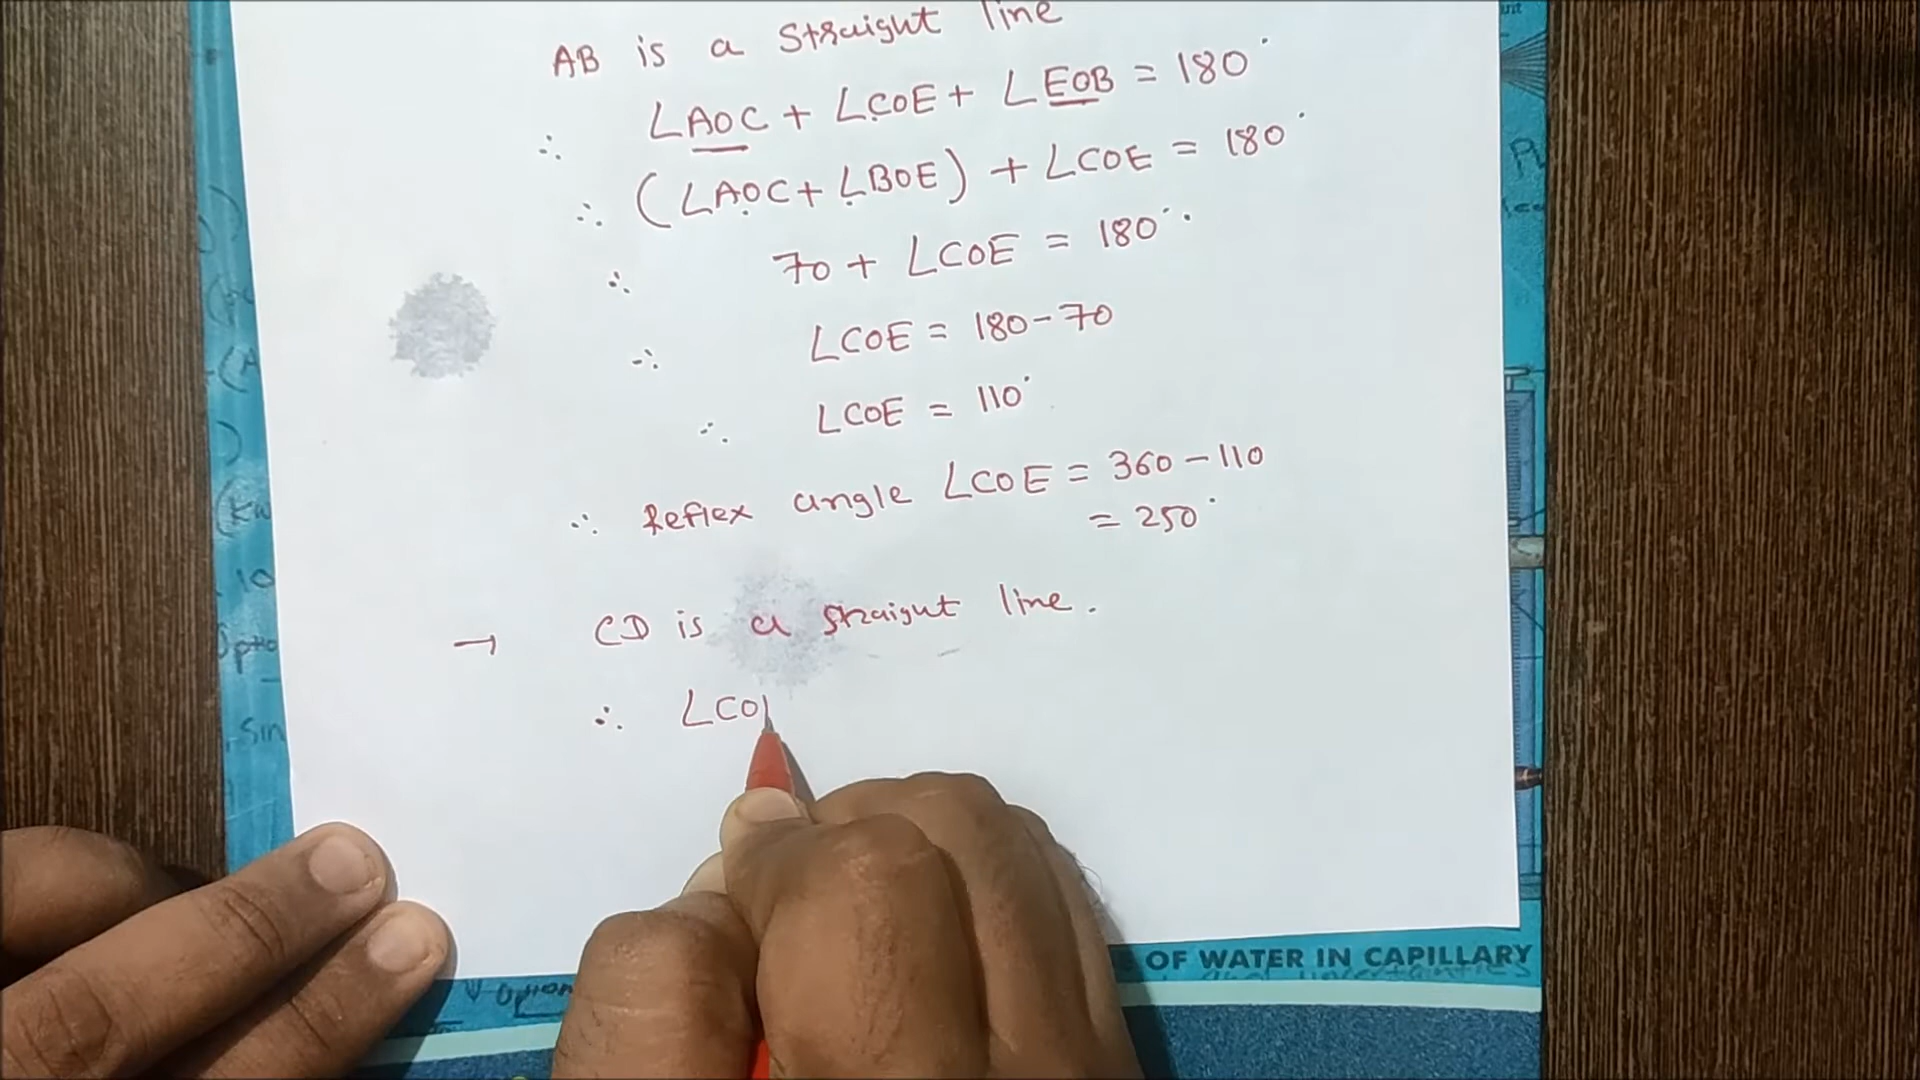 AB is a straight line
∴ ∠AOC + ∠COE + ∠EOB = 180°
∴ (∠AOC + ∠BOE) + ∠COE = 180°
∴ 70 + ∠COE = 180°.
∴ ∠COE = 180-70
∴ ∠COE = 110°
∴ Reflex angle ∠COE = 360-110
= 250°
→ CD is a straight line.
∴ ∠CO
OF WATER IN CAPILLARY